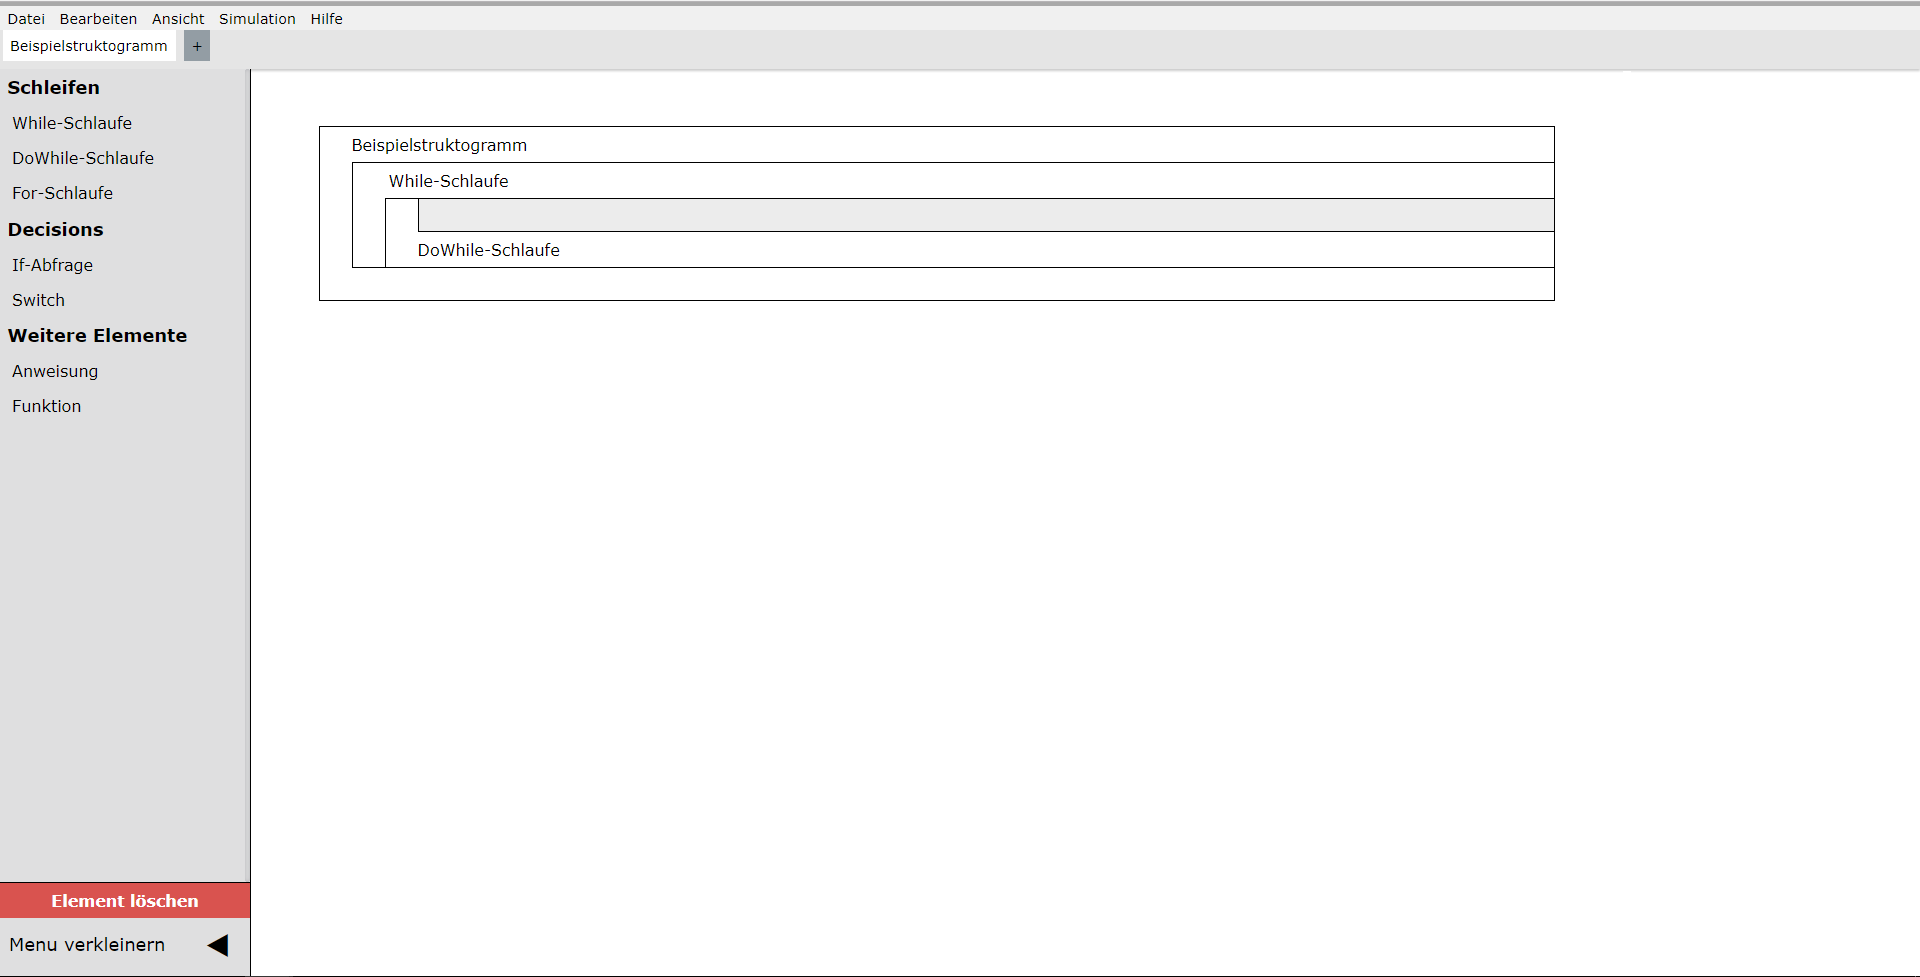 Datei Bearbeiten Ansicht Simulation Hilfe
Beispielstruktogramm +
Schleifen
While-Schlaufe
DoWhile-Schlaufe
For-Schlaufe
Decisions
If-Abfrage
Switch
Weitere Elemente
Anweisung
Funktion
Element löschen
Menu verkleinern
Beispielstruktogramm
While-Schlaufe
DoWhile-Schlaufe